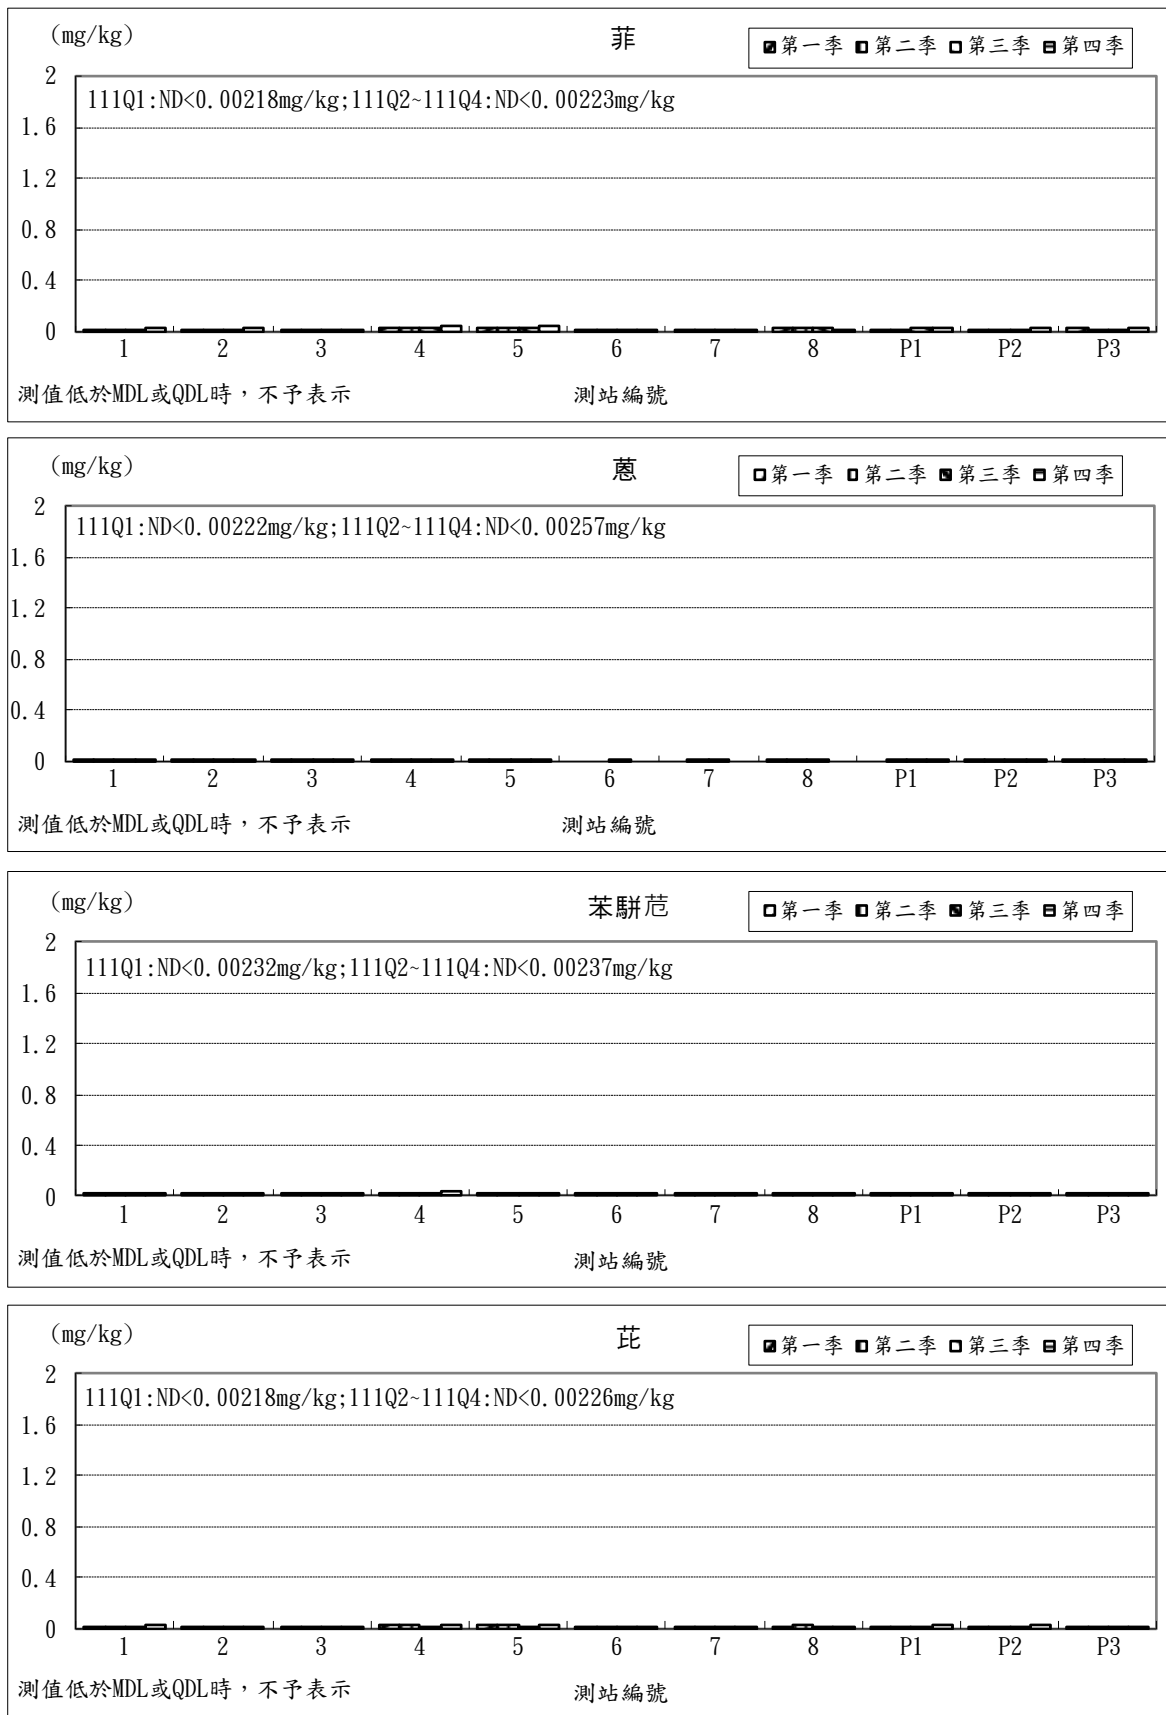 (mg/kg)
菲
第一季 第二季 第三季 第四季
2
111Q1:ND<0.00218mg/kg;111Q2~111Q4:ND<0.00223mg/kg
1.6
1.2
0.8
0.4
0
1 2 3 4 5 6 7 8 P1 P2 P3
測值低於MDL或QDL時，不予表示 測站編號
(mg/kg)
蒽
第一季 第二季 第三季 第四季
2
111Q1:ND<0.00222mg/kg;111Q2~111Q4:ND<0.00257mg/kg
1.6
1.2
0.8
0.4
0
1 2 3 4 5 6 7 8 P1 P2 P3
測值低於MDL或QDL時，不予表示 測站編號
(mg/kg)
苯駢苊
第一季 第二季 第三季 第四季
2
111Q1:ND<0.00232mg/kg;111Q2~111Q4:ND<0.00237mg/kg
1.6
1.2
0.8
0.4
0
1 2 3 4 5 6 7 8 P1 P2 P3
測值低於MDL或QDL時，不予表示 測站編號
(mg/kg)
芘
第一季 第二季 第三季 第四季
2
111Q1:ND<0.00218mg/kg;111Q2~111Q4:ND<0.00226mg/kg
1.6
1.2
0.8
0.4
0
1 2 3 4 5 6 7 8 P1 P2 P3
測值低於MDL或QDL時，不予表示 測站編號